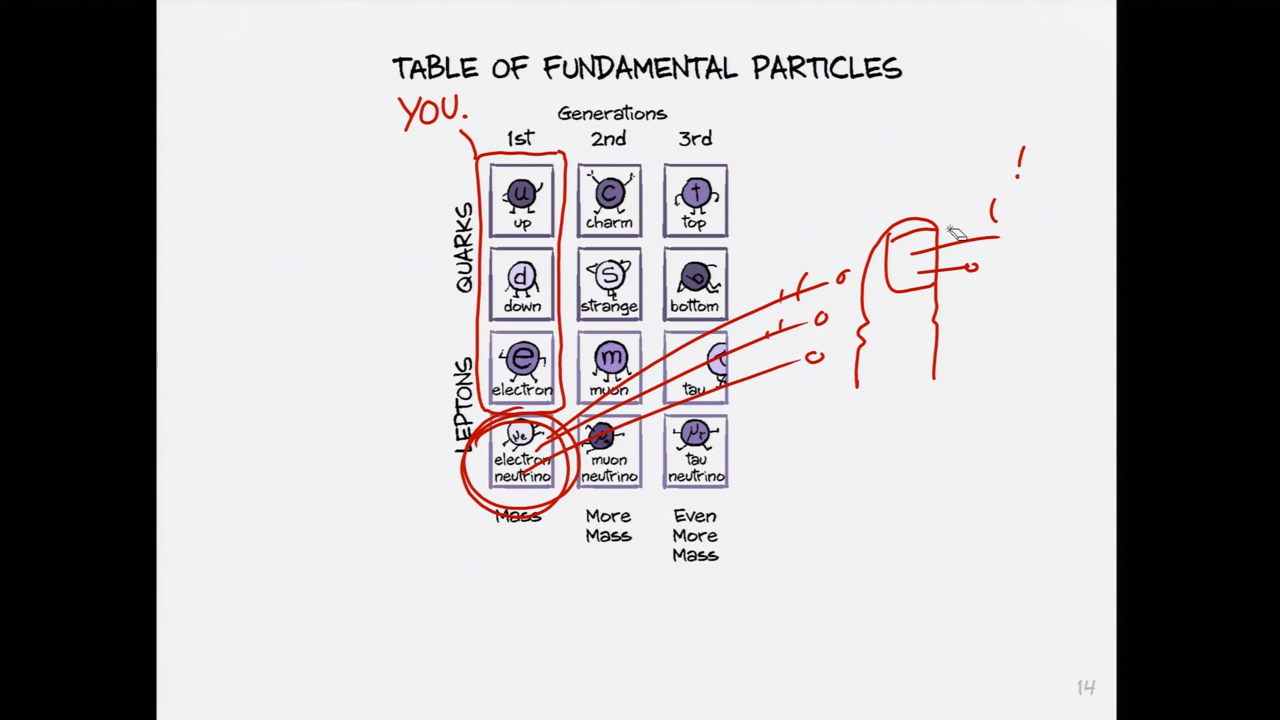 TABLE OF FUNDAMENTAL PARTICLES
YOU.
Generations
1st 2nd 3rd
QUARKS
u c t
up charm top
d s b
down strange bottom
LEPTONS
e m
electron muon tau
electron neutrino
muon neutrino
tau neutrino
Mass
More Mass
Even More Mass
!
14